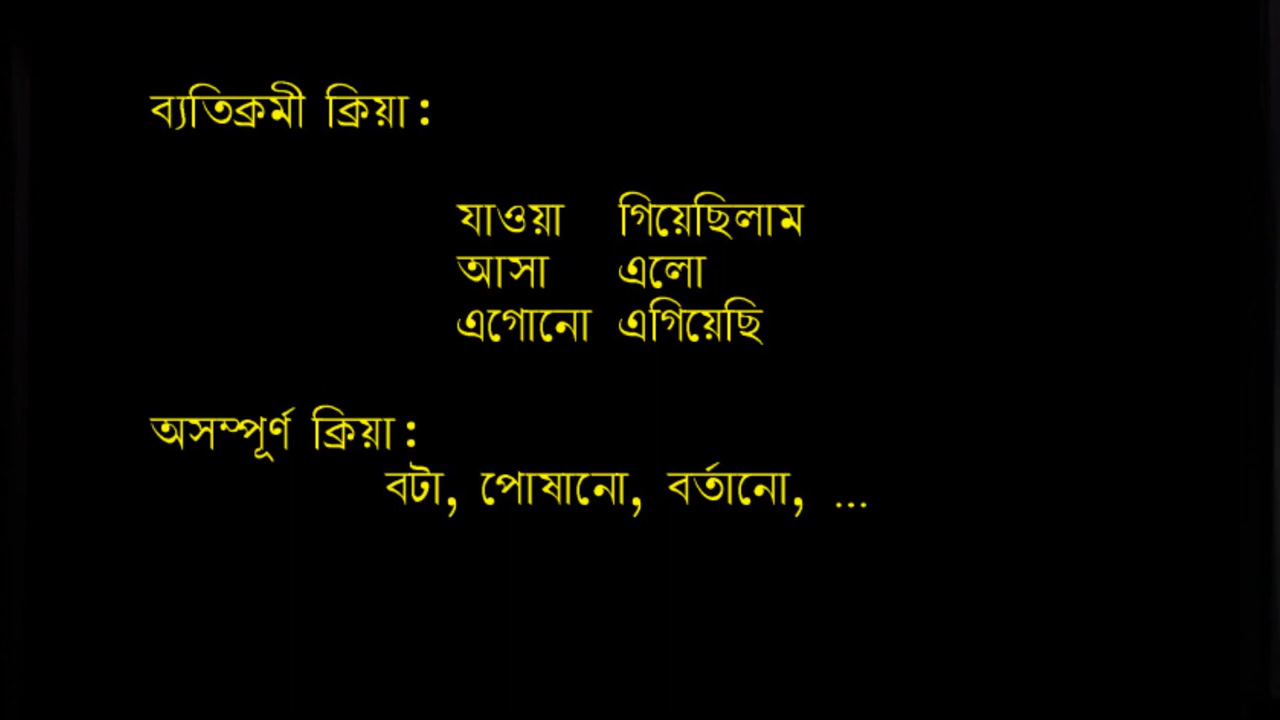 ব্যতিক্রমী ক্রিয়া:
যাওয়া গিয়েছিলাম
আসা এলো
এগোনো এগিয়েছি
অসম্পূর্ণ ক্রিয়া:
বটা, পোষানো, বর্তানো, ...